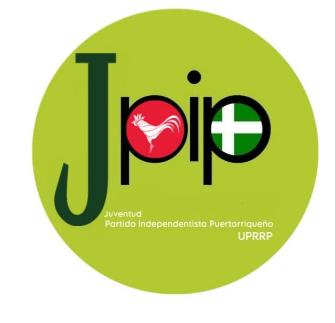 Jpip
Juventud
Partido Independentista Puertorriqueño
UPRRP